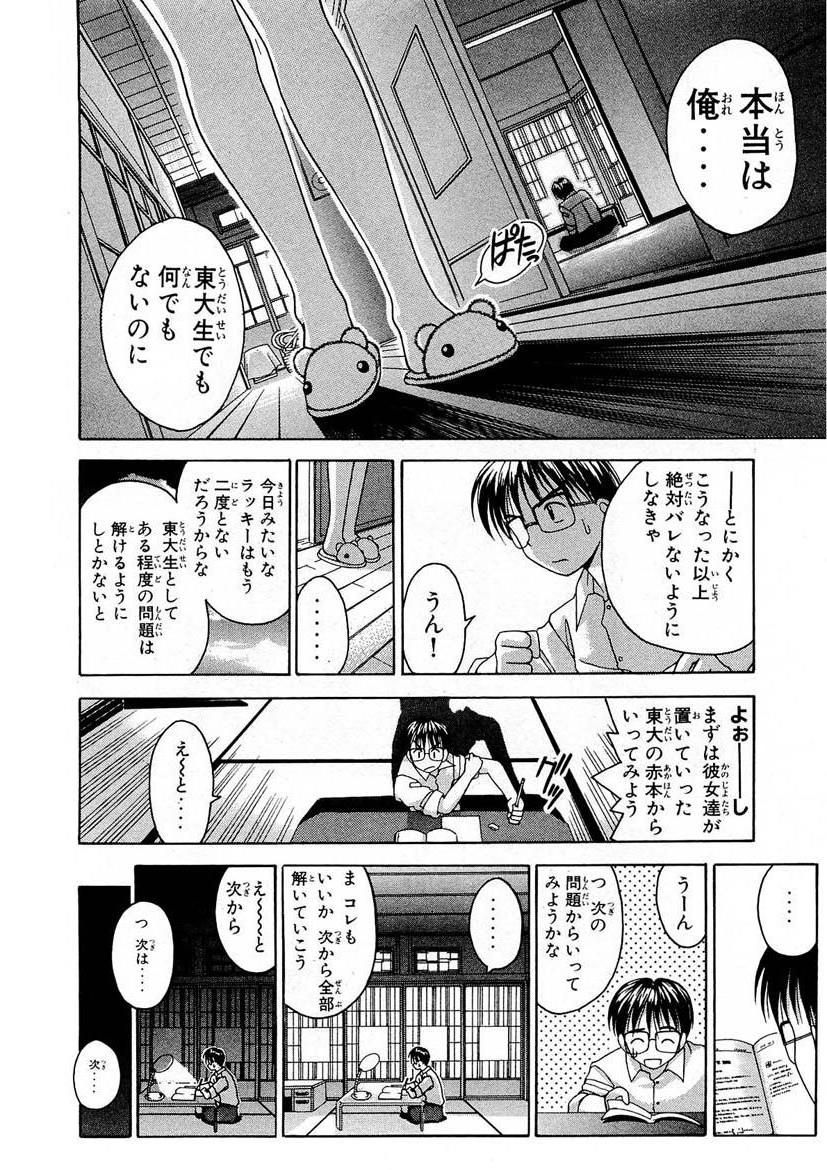 本当は
俺‥‥
ぱたっ
東大生でも
何でも
ないのに
──とにかく
こうなった以上
絶対バレないように
しなきゃ
うん!
‥‥‥
今日みたいな
ラッキーはもう
二度とない
だろうからな
東大生として
ある程度の問題は
解けるように
しとかないと
よぉ──し
まずは彼女達が
置いていった
東大の赤本から
いってみよう
え〜と‥‥
‥‥
うーん
つ 次の
問題からいって
みようかな
‥‥‥
ま コレも
いいか 次から全部
解いていこう
え〜〜〜と
次から
つ 次は‥‥
次‥‥